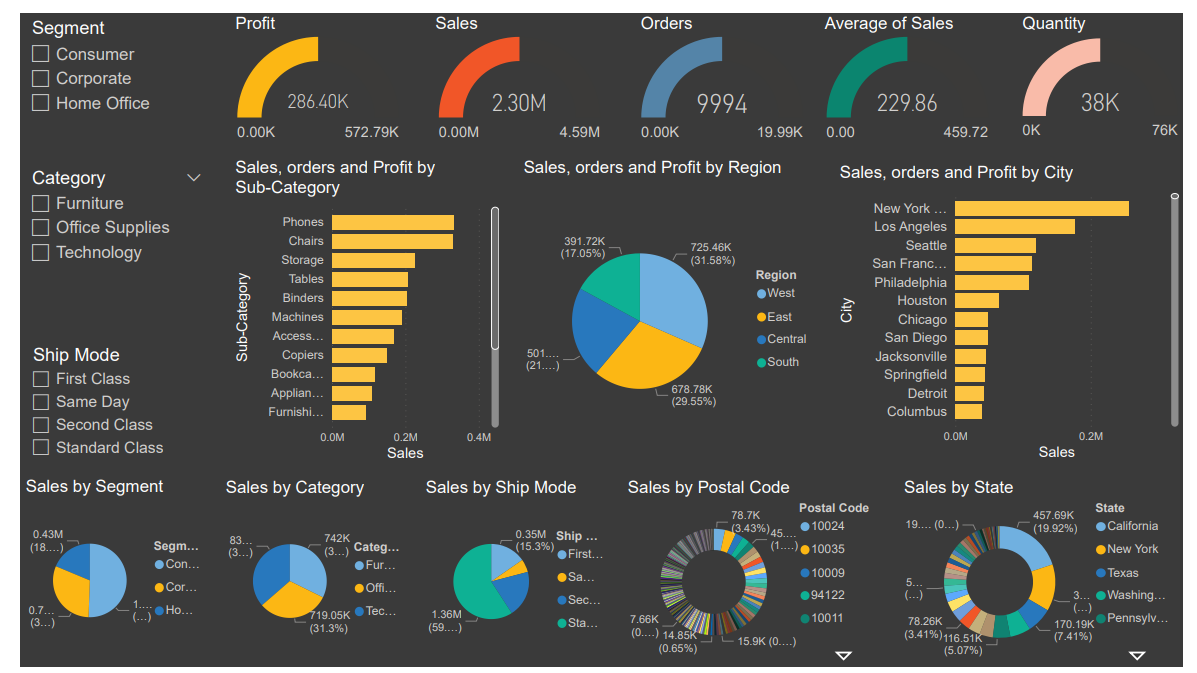 Segment
Consumer
Corporate
Home Office
Profit
286.40K
0.00K
572.79K
Sales
2.30M
0.00M
4.59M
Orders
9994
0.00K
19.99K
Average of Sales
229.86
0.00
459.72
Quantity
38K
0K
76K
Category
Furniture
Office Supplies
Technology
Ship Mode
First Class
Same Day
Second Class
Standard Class
Sales, orders and Profit by
Sub-Category
Sub-Category
Phones
Chairs
Storage
Tables
Binders
Machines
Access...
Copiers
Bookca...
Applian...
Furnishi...
0.0M
0.2M
0.4M
Sales
Sales, orders and Profit by Region
391.72K
(17.05%)
725.46K
(31.58%)
501....
(21....)
678.78K
(29.55%)
Region
West
East
Central
South
Sales, orders and Profit by City
City
New York ...
Los Angeles
Seattle
San Franc...
Philadelphia
Houston
Chicago
San Diego
Jacksonville
Springfield
Detroit
Columbus
0.0M
0.2M
Sales
Sales by Segment
0.43M
(18....)
0.7...
(3...)
1....
(...)
Segm...
Con...
Cor...
Ho...
Sales by Category
83...
(3...)
742K
(3...)
719.05K
(31.3%)
Categ...
Fur...
Offi...
Tec...
Sales by Ship Mode
0.35M
(15.3%)
1.36M
(59....)
Ship ...
First...
Sa...
Sec...
Sta...
Sales by Postal Code
78.7K
(3.43%)
45....
(1....)
7.66K
(0....)
14.85K
(0.65%)
15.9K (0....)
Postal Code
10024
10035
10009
94122
10011
Sales by State
19.... (0...)
457.69K
(19.92%)
5...
(...)
3...
(...)
78.26K
(3.41%)
116.51K
(5.07%)
170.19K
(7.41%)
State
California
New York
Texas
Washing...
Pennsylv...